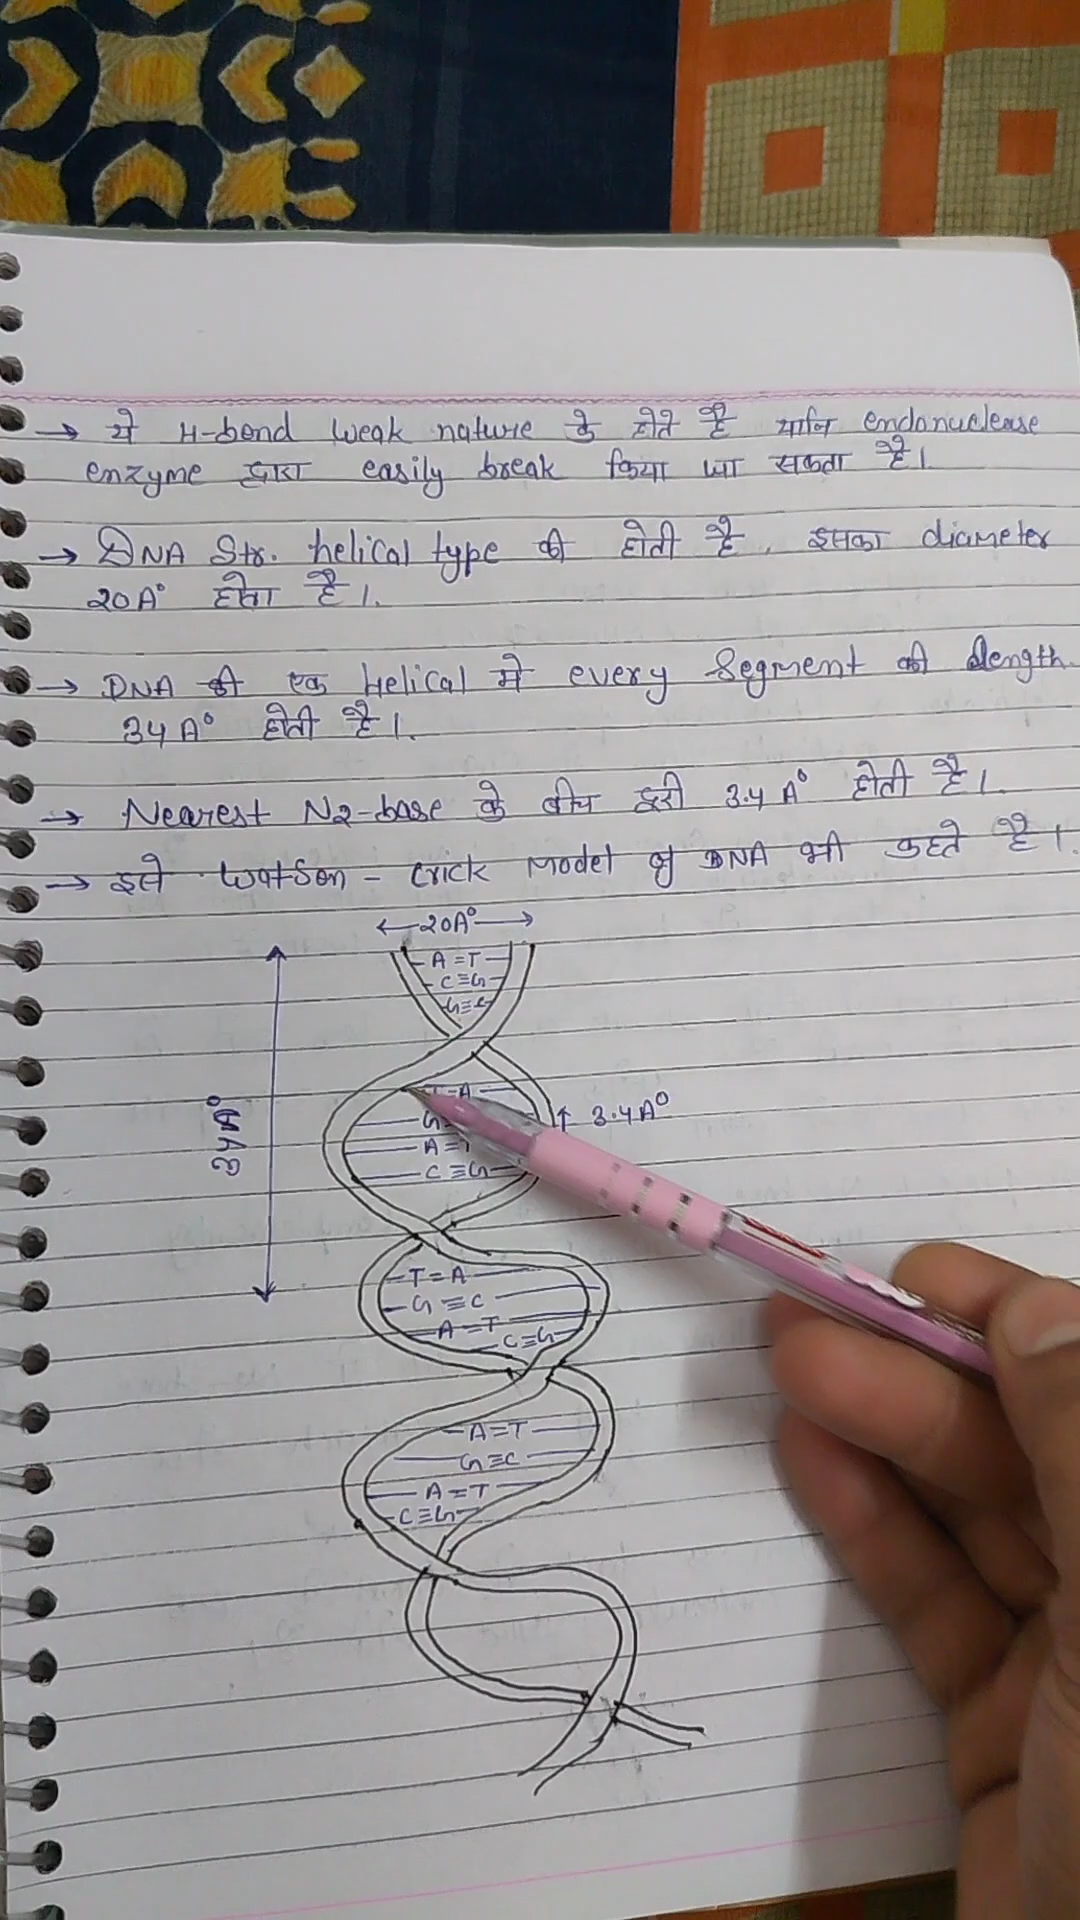 → ये H-bond weak nature के होते है यानि endonuclease
enzyme द्वारा easily break किया जा सकता है।
→ DNA Str. helical type की होती है, इसका diameter
20A° होता है।.
→ DNA की एक Helical मे every Segment की length
34A° होती है।.
→ Nearest N2-base के बीच दूरी 3.4A° होती है।
→ इसे Watson - Crick Model of DNA भी कहते है।
←20A°→
A=T
C≡G
G≡C
T=A
G
3.4A°
A=T
C≡G
34A°
T=A
G≡C
A=T
C≡G
A=T
G≡C
A=T
C≡G